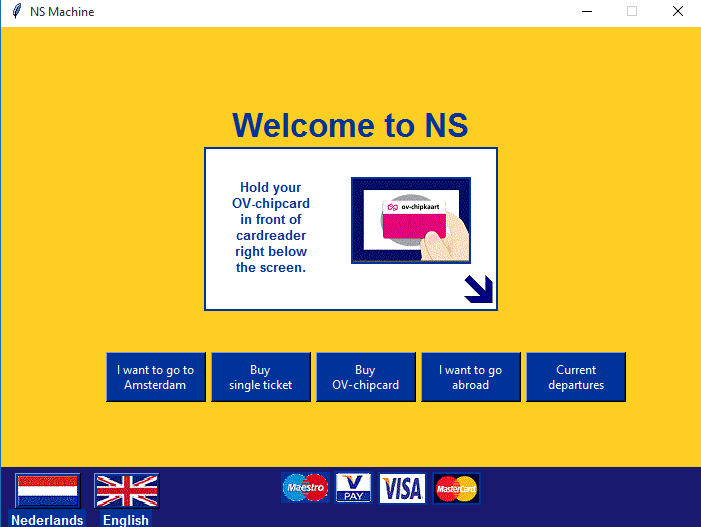 NS Machine
Welcome to NS
Hold your
OV-chipcard
in front of
cardreader
right below
the screen.
ov-chipkaart
I want to go to
Amsterdam
Buy
single ticket
Buy
OV-chipcard
I want to go
abroad
Current
departures
Nederlands
English
Maestro
V
PAY
VISA
MasterCard